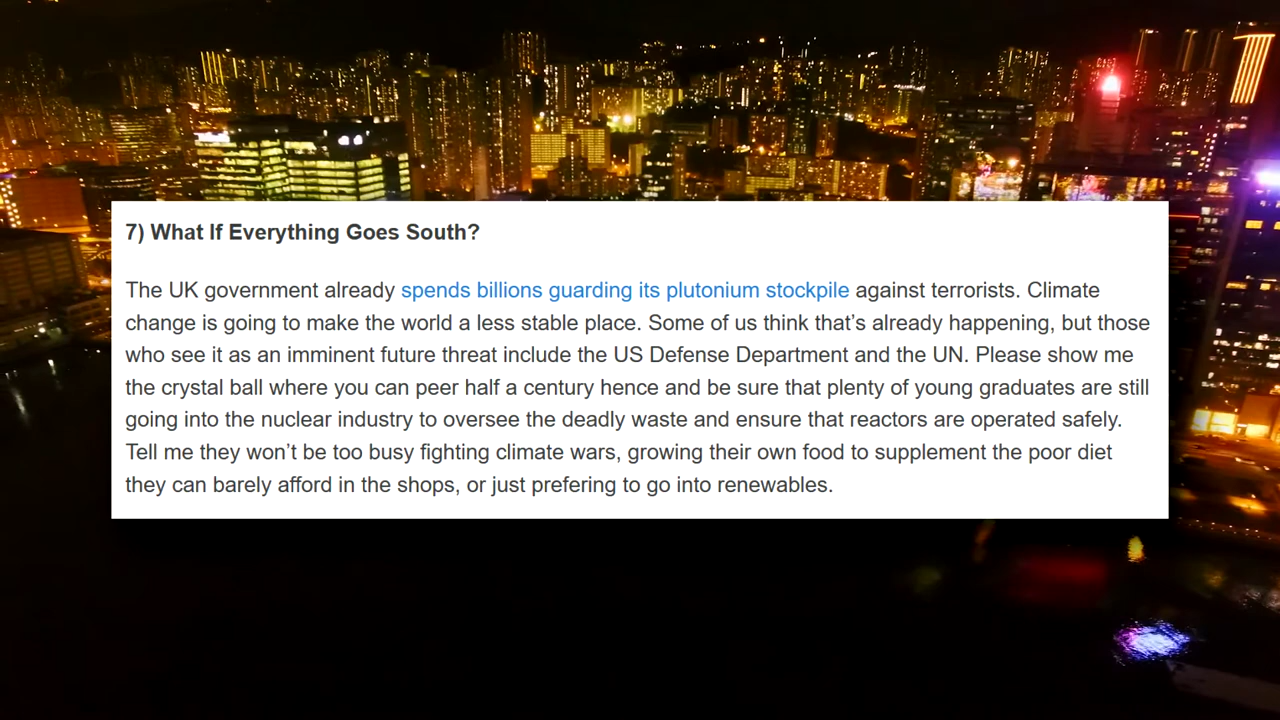 7) What If Everything Goes South?
The UK government already spends billions guarding its plutonium stockpile against terrorists. Climate
change is going to make the world a less stable place. Some of us think that’s already happening, but those
who see it as an imminent future threat include the US Defense Department and the UN. Please show me
the crystal ball where you can peer half a century hence and be sure that plenty of young graduates are still
going into the nuclear industry to oversee the deadly waste and ensure that reactors are operated safely.
Tell me they won’t be too busy fighting climate wars, growing their own food to supplement the poor diet
they can barely afford in the shops, or just prefering to go into renewables.